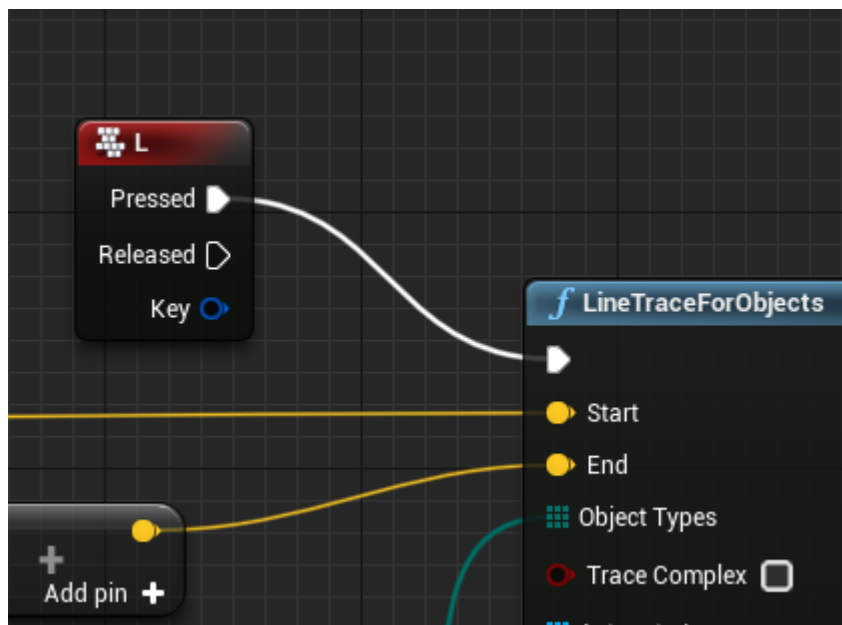 L
Pressed
Released
Key
LineTraceForObjects
Start
End
Object Types
Trace Complex
Add pin